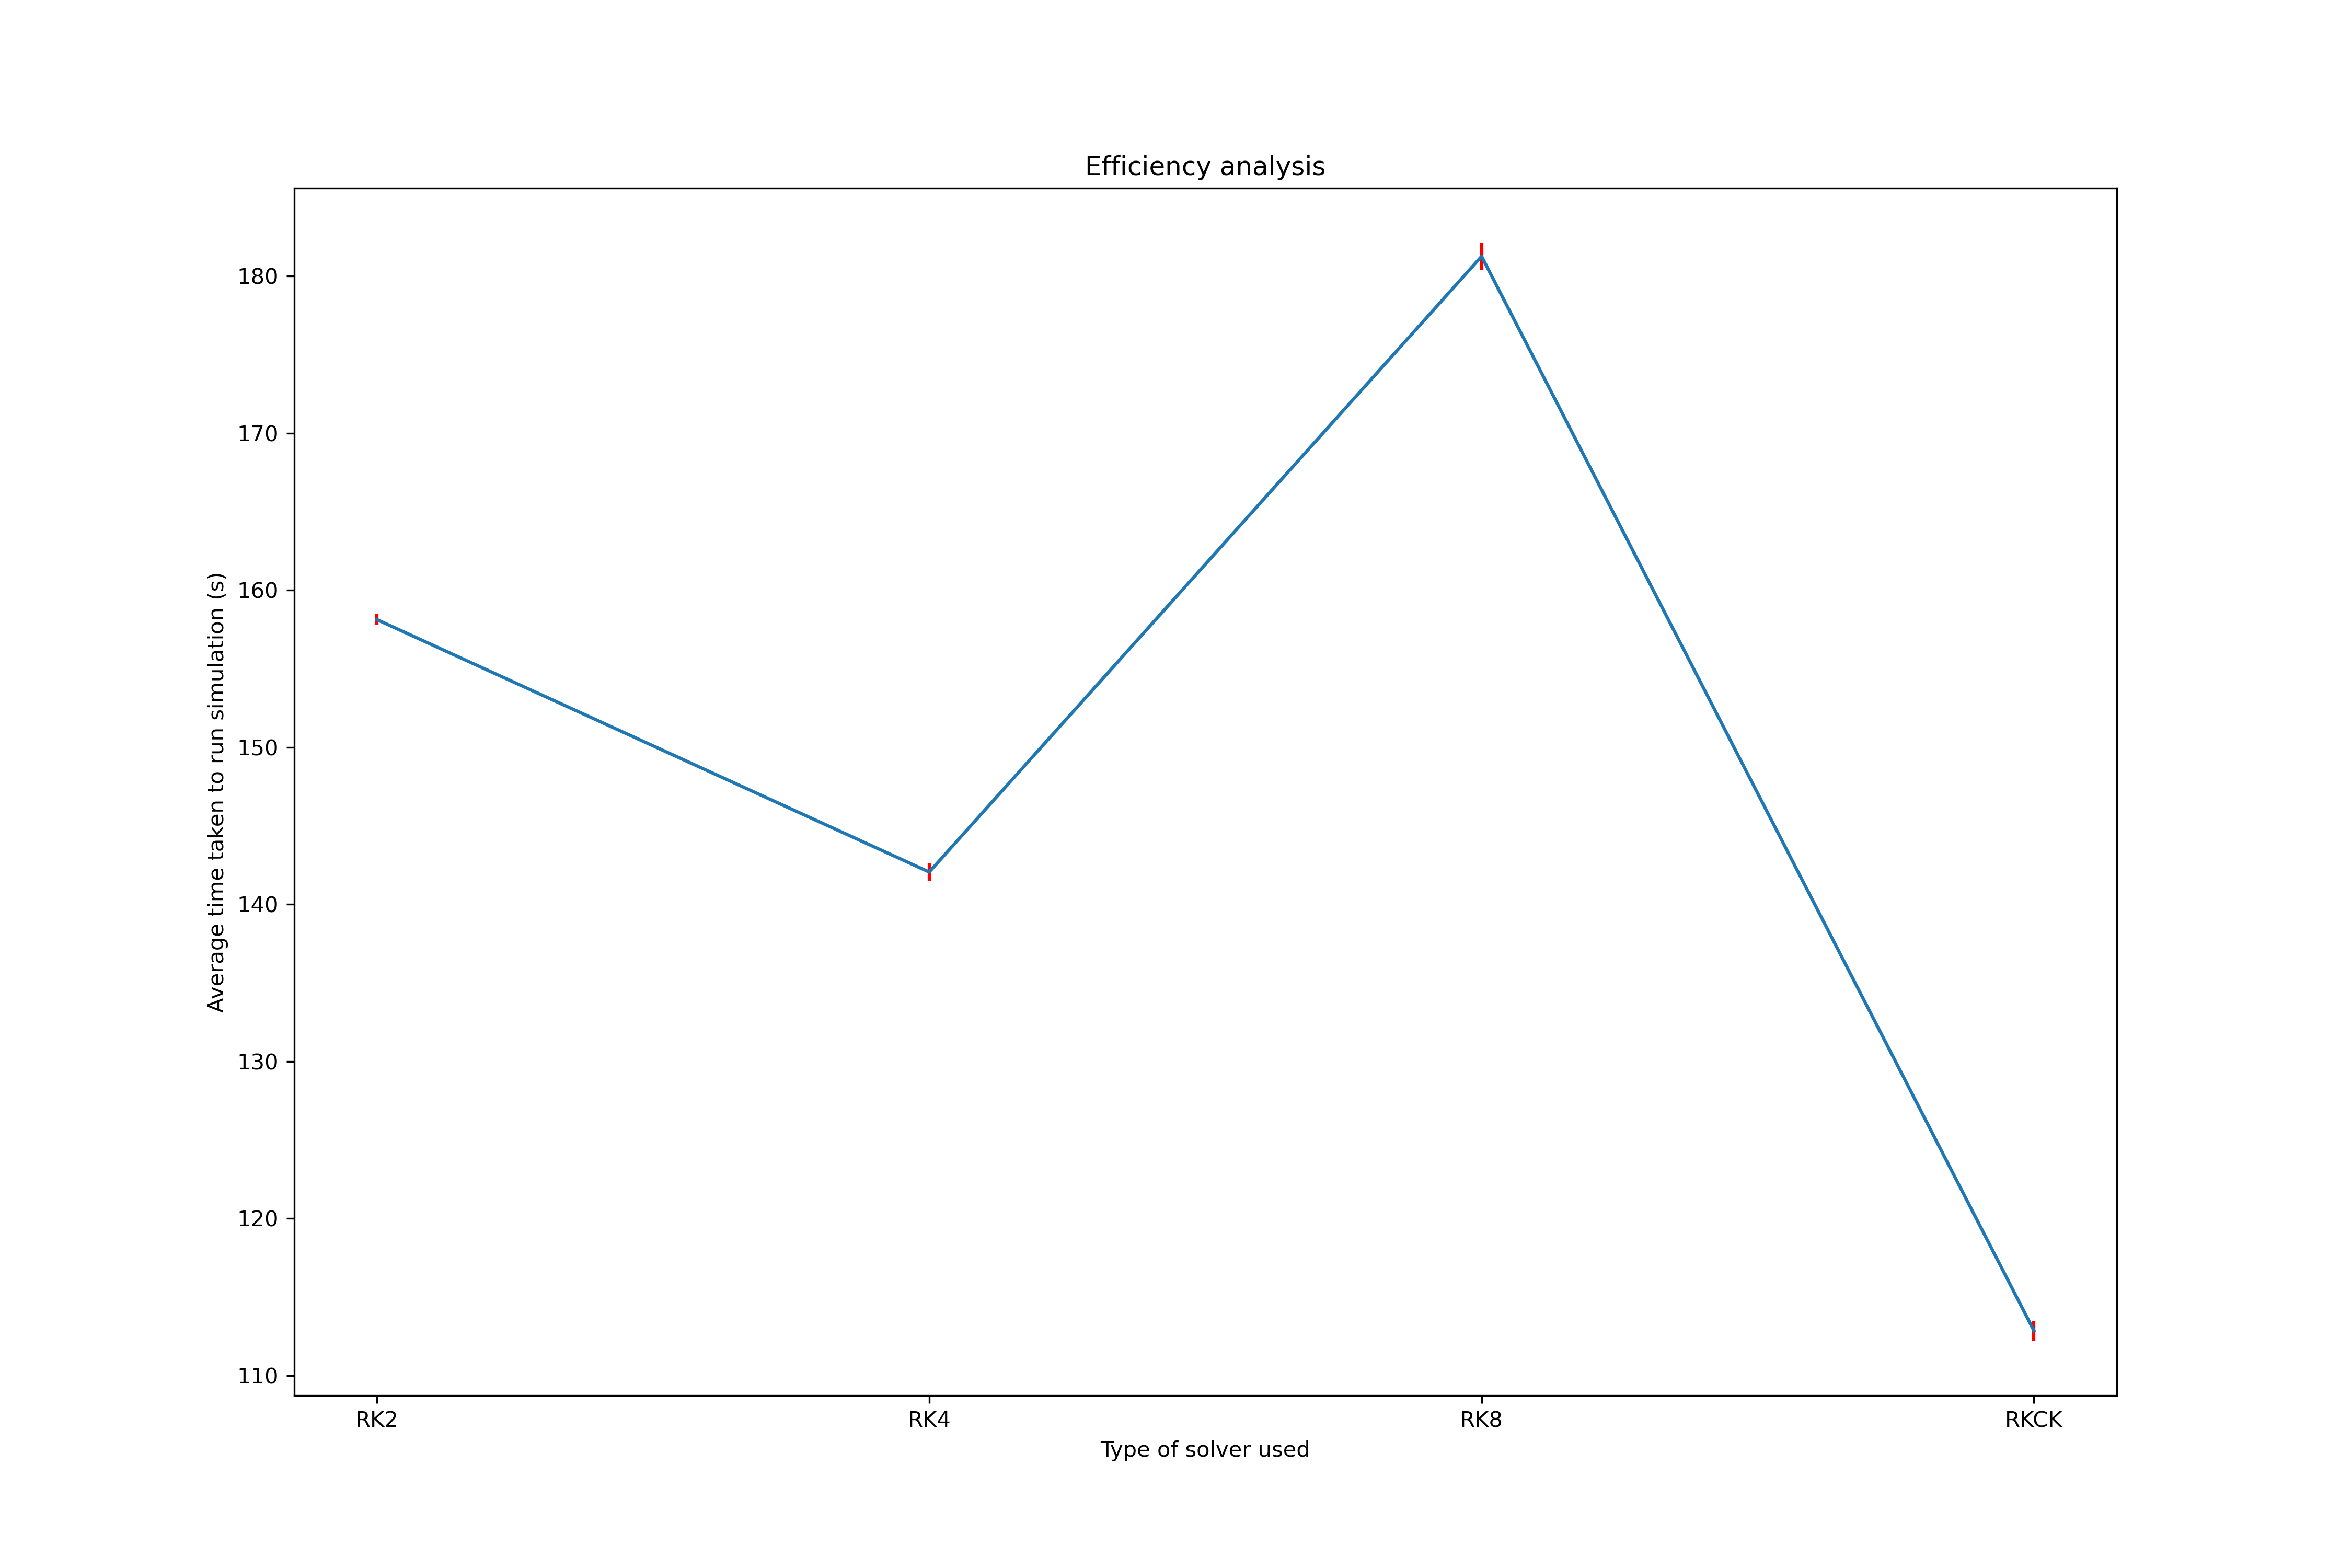 Efficiency analysis
Average time taken to run simulation (s)
180
170
160
150
140
130
120
110
RK2
RK4
RK8
RKCK
Type of solver used